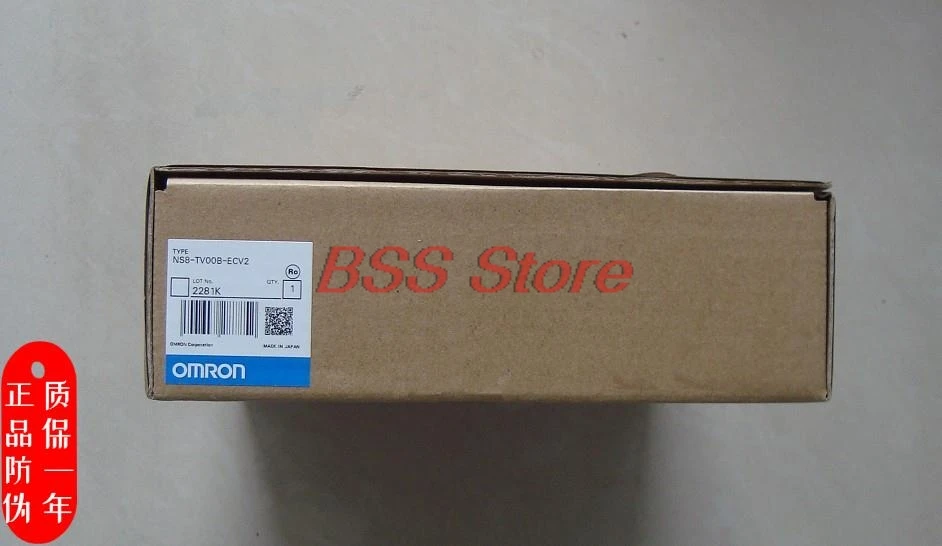 TYPE
NS8-TV00B-ECV2
Ro
LOT No.
QTY.
2281K
1
OMRON Corporation
MADE IN JAPAN
OMRON
BSS Store
正品防伪
质保一年